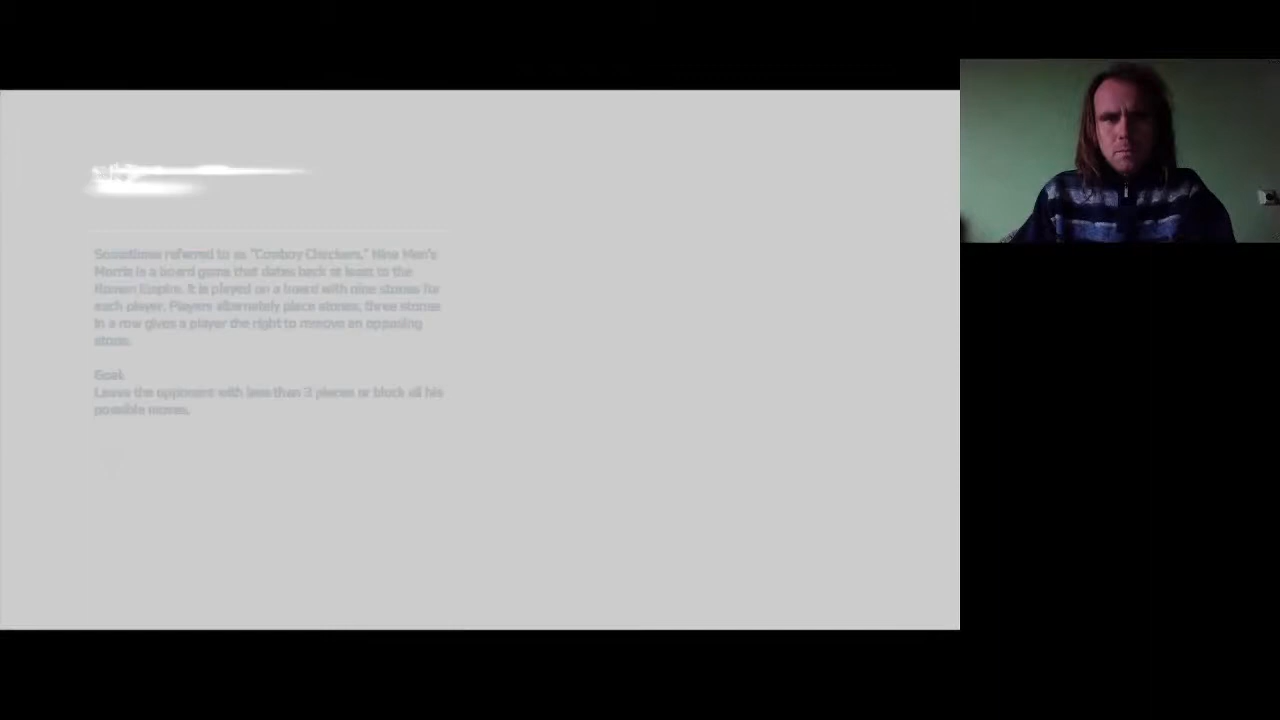 Sometimes referred to as "Cowboy Checkers," Nine Men's
Morris is a board game that dates back at least to the
Roman Empire. It is played on a board with nine stones for
each player. Players alternately place stones, three stones
in a row gives a player the right to remove an opposing
stone.
Goal:
Leave the opponent with less than 3 pieces or block all his
possible moves.